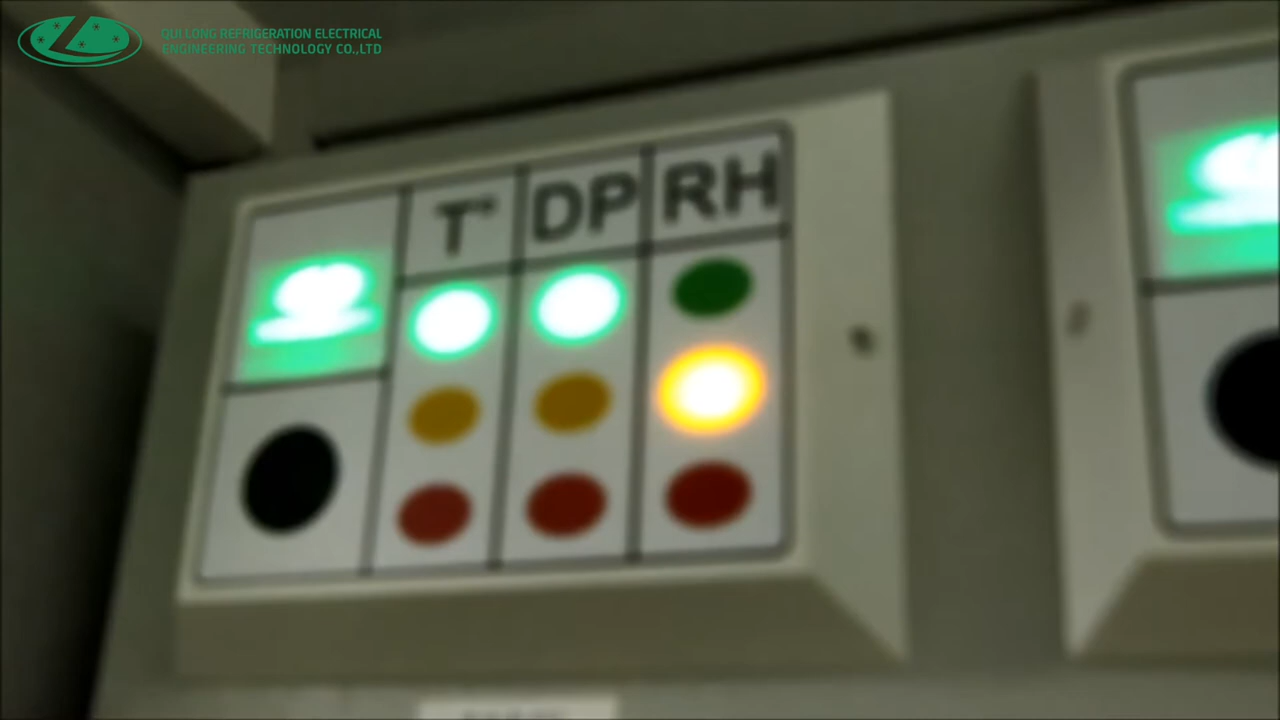 QUI LONG REFRIGERATION ELECTRICAL
ENGINEERING TECHNOLOGY CO.,LTD
T° DP RH